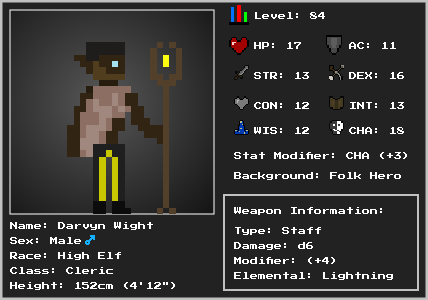 Level: 84
HP: 17
AC: 11
STR: 13
DEX: 16
CON: 12
INT: 13
WIS: 12
CHA: 18
Stat Modifier: CHA (+3)
Background: Folk Hero
Name: Darvyn Wight
Sex: Male ♂
Race: High Elf
Class: Cleric
Height: 152cm (4'12")
Weapon Information:
Type: Staff
Damage: d6
Modifier: (+4)
Elemental: Lightning